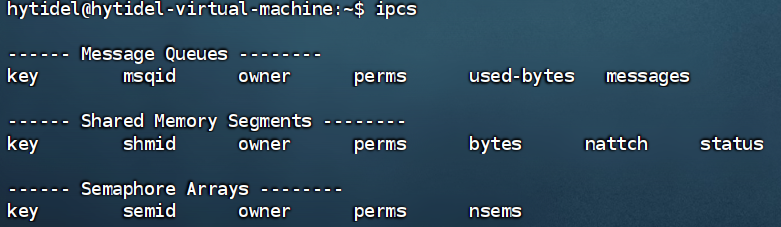 hytidel@hytidel-virtual-machine:~$ ipcs
------ Message Queues --------
key        msqid      owner      perms      used-bytes   messages
------ Shared Memory Segments --------
key        shmid      owner      perms      bytes      nattch     status
------ Semaphore Arrays --------
key        semid      owner      perms      nsems